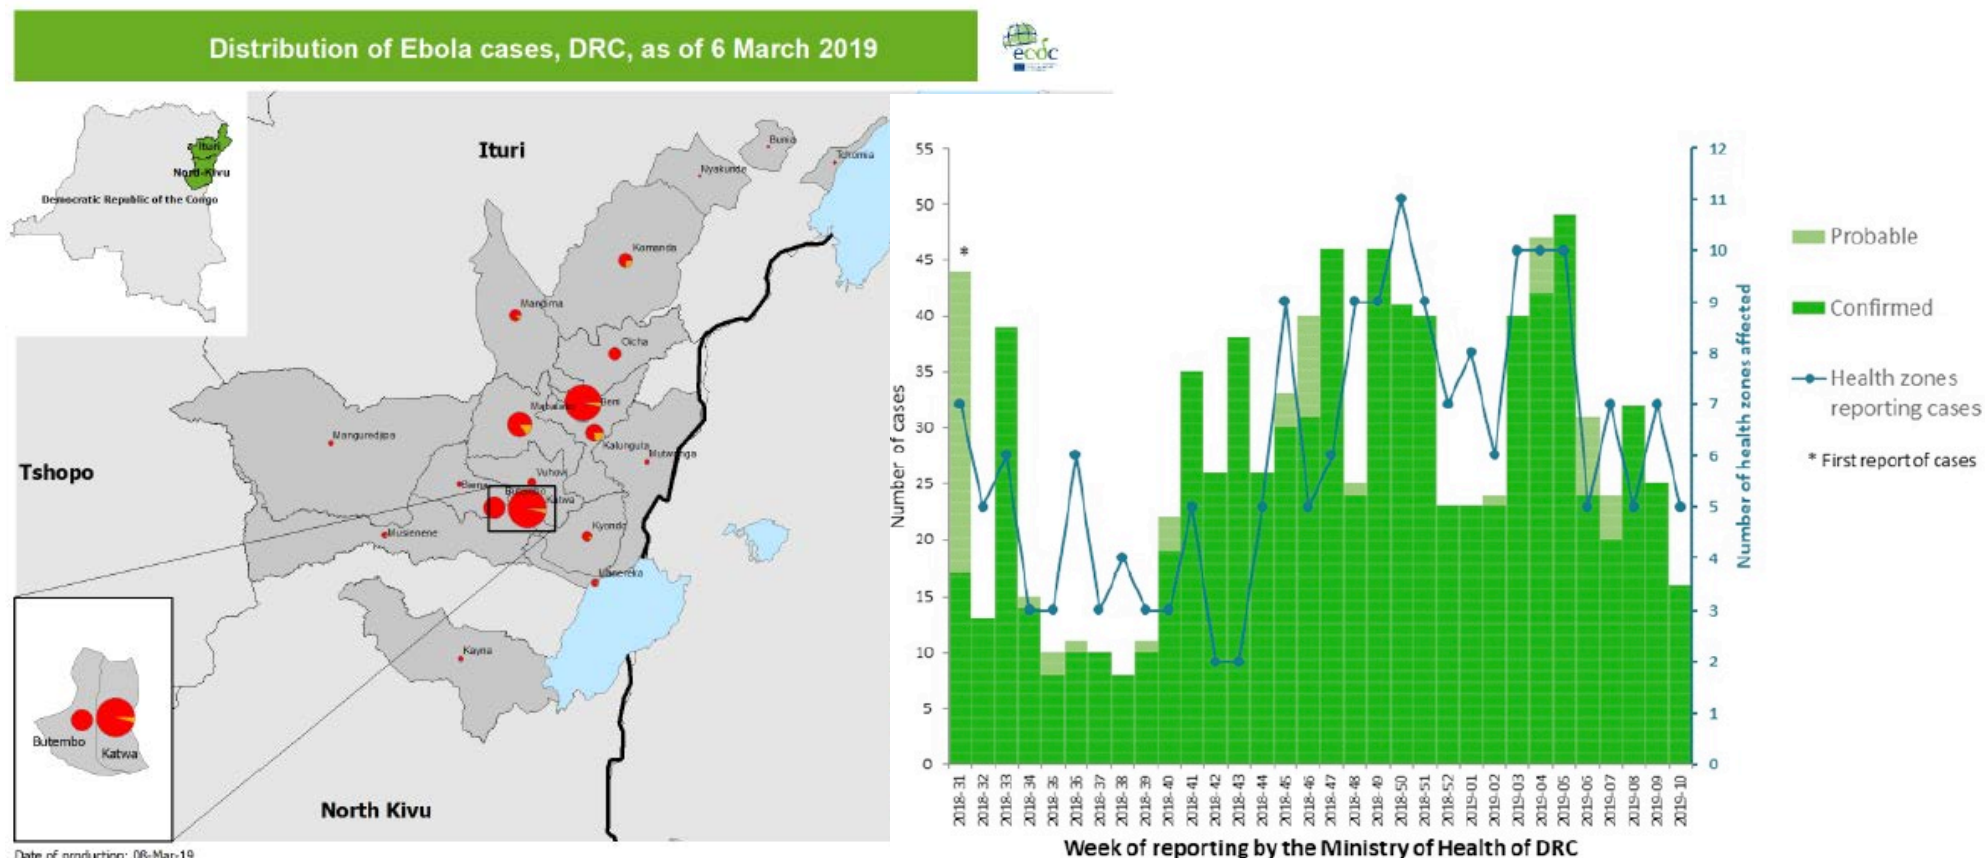 Distribution of Ebola cases, DRC, as of 6 March 2019
ecdc
Ituri
Nord-Kivu
Democratic Republic of the Congo
Ituri
Bunia
Tchomia
Nyakunde
Komanda
Mandima
Oicha
Beni
Mabalako
Kalunguta
Mutwanga
Manguredjipa
Vuhovi
Biena
Butembo
Katwa
Kyondo
Musienene
Kayna
Tshopo
North Kivu
Butembo
Katwa
Date of production: 08-Mar-19
Number of cases
55
50
45
40
35
30
25
20
15
10
5
0
*
12
11
10
9
8
7
6
5
4
3
2
1
0
Number of health zones affected
2018-31
2018-32
2018-33
2018-34
2018-35
2018-36
2018-37
2018-38
2018-39
2018-40
2018-41
2018-42
2018-43
2018-44
2018-45
2018-46
2018-47
2018-48
2018-49
2018-50
2018-51
2018-52
2019-01
2019-02
2019-03
2019-04
2019-05
2019-06
2019-07
2019-08
2019-09
2019-10
Week of reporting by the Ministry of Health of DRC
Probable
Confirmed
Health zones
reporting cases
* First report of cases